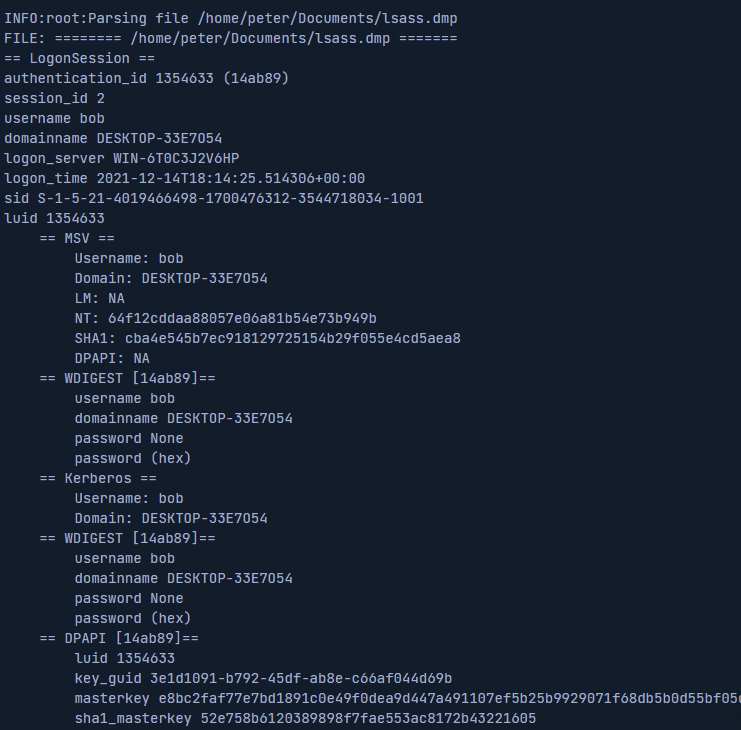 INFO:root:Parsing file /home/peter/Documents/lsass.dmp
FILE: ======== /home/peter/Documents/lsass.dmp =======
== LogonSession ==
authentication_id 1354633 (14ab89)
session_id 2
username bob
domainname DESKTOP-33E7O54
logon_server WIN-6T0C3J2V6HP
logon_time 2021-12-14T18:14:25.514306+00:00
sid S-1-5-21-4019466498-1700476312-3544718034-1001
luid 1354633
== MSV ==
Username: bob
Domain: DESKTOP-33E7O54
LM: NA
NT: 64f12cddaa88057e06a81b54e73b949b
SHA1: cba4e545b7ec918129725154b29f055e4cd5aea8
DPAPI: NA
== WDIGEST [14ab89]==
username bob
domainname DESKTOP-33E7O54
password None
password (hex)
== Kerberos ==
Username: bob
Domain: DESKTOP-33E7O54
== WDIGEST [14ab89]==
username bob
domainname DESKTOP-33E7O54
password None
password (hex)
== DPAPI [14ab89]==
luid 1354633
key_guid 3e1d1091-b792-45df-ab8e-c66af044d69b
masterkey e8bc2faf77e7bd1891c0e49f0dea9d447a491107ef5b25b9929071f68db5b0d55bf05
sha1_masterkey 52e758b6120389898f7fae553ac8172b43221605